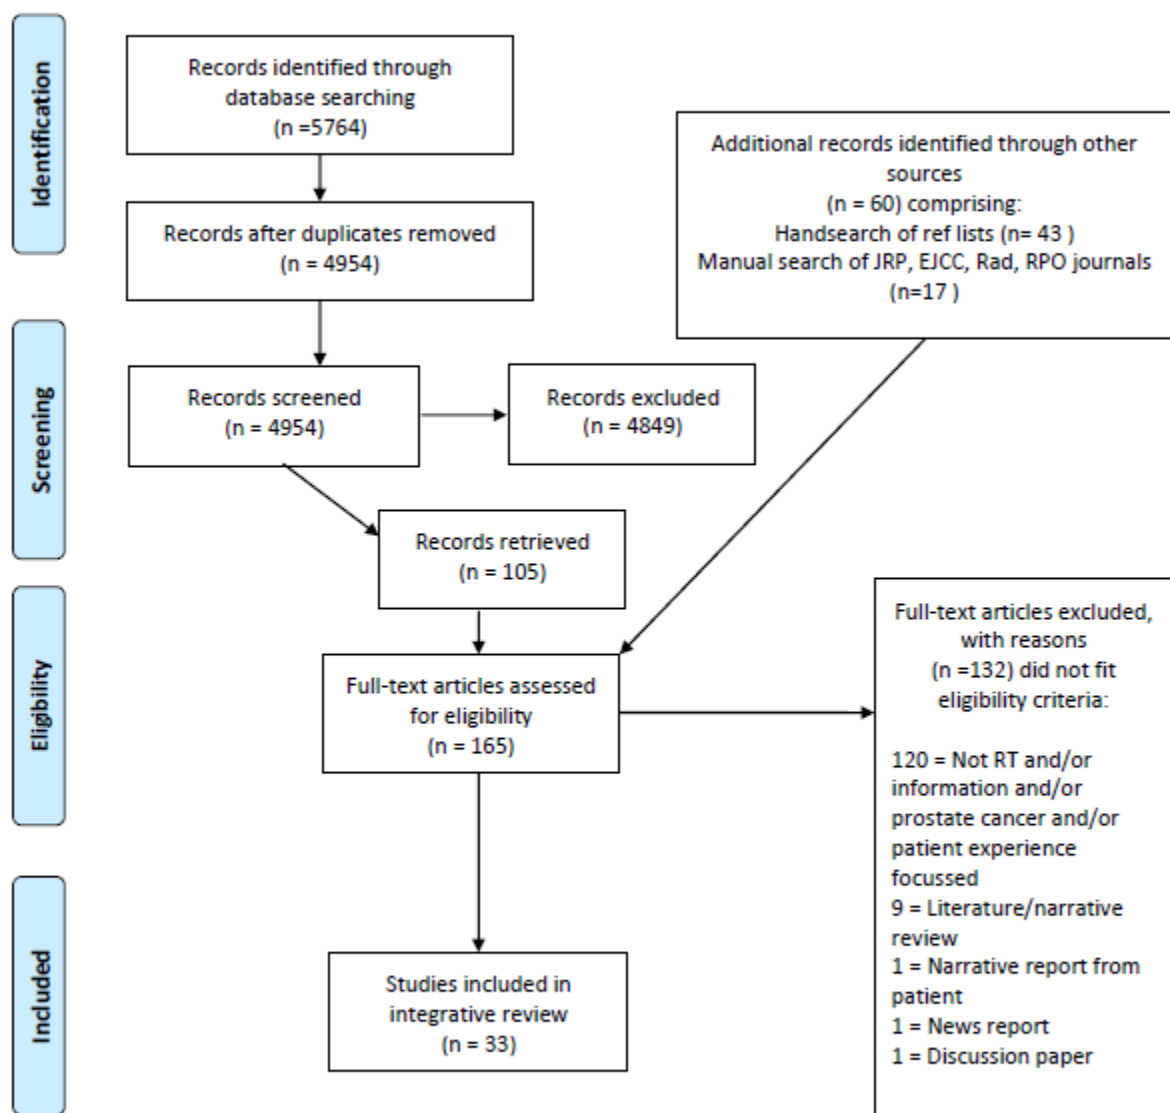 Identification
Records identified through
database searching
(n =5764)
Records after duplicates removed
(n = 4954)
Additional records identified through other
sources
(n = 60) comprising:
Handsearch of ref lists (n= 43 )
Manual search of JRP, EJCC, Rad, RPO journals
(n=17 )
Screening
Records screened
(n = 4954)
Records excluded
(n = 4849)
Records retrieved
(n = 105)
Eligibility
Full-text articles assessed
for eligibility
(n = 165)
Full-text articles excluded,
with reasons
(n =132) did not fit
eligibility criteria:
120 = Not RT and/or
information and/or
prostate cancer and/or
patient experience
focussed
9 = Literature/narrative
review
1 = Narrative report from
patient
1 = News report
1 = Discussion paper
Included
Studies included in
integrative review
(n = 33)